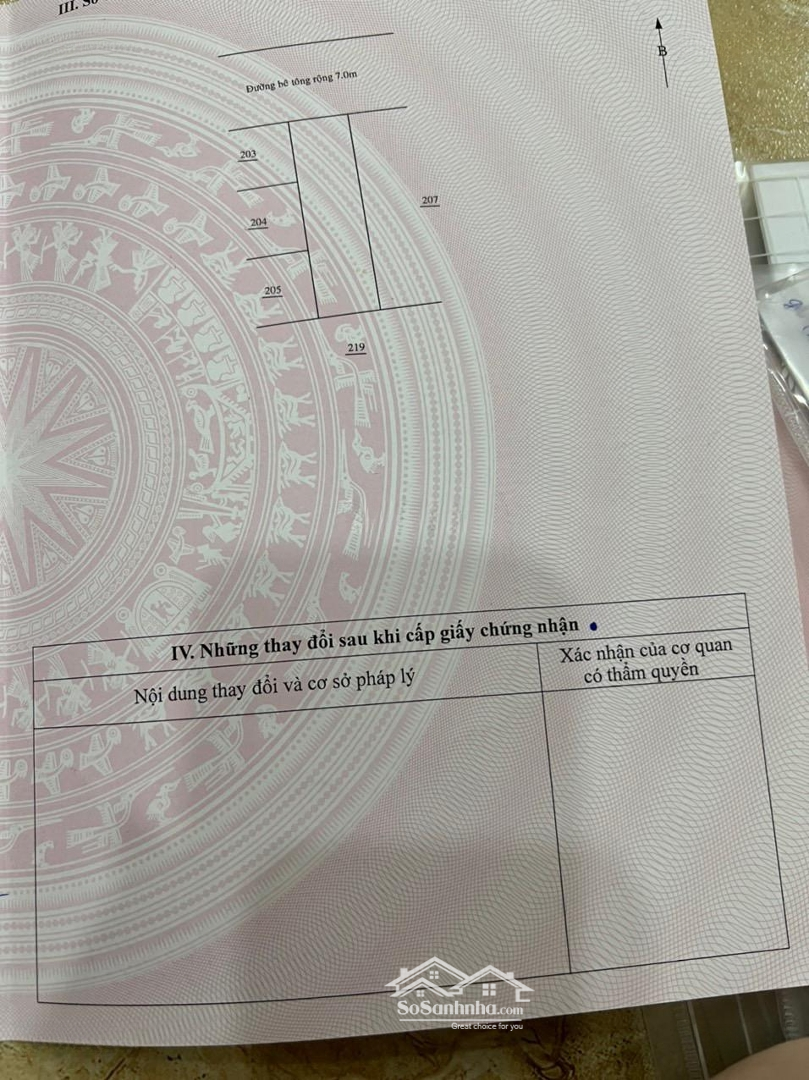 III. Sơ
B
Đường bê tông rộng 7.0m
203
207
204
205
219
IV. Những thay đổi sau khi cấp giấy chứng nhận
Nội dung thay đổi và cơ sở pháp lý
Xác nhận của cơ quan
có thẩm quyền
SoSanhnha.com
Great choice for you